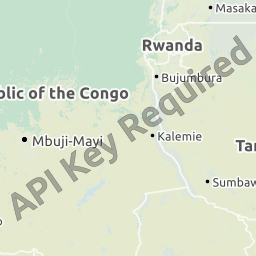 Masaka
Rwanda
Bujumbura
blic of the Congo
Mbuji-Mayi
Kalemie
Tan
Sumbaw
API Key Required